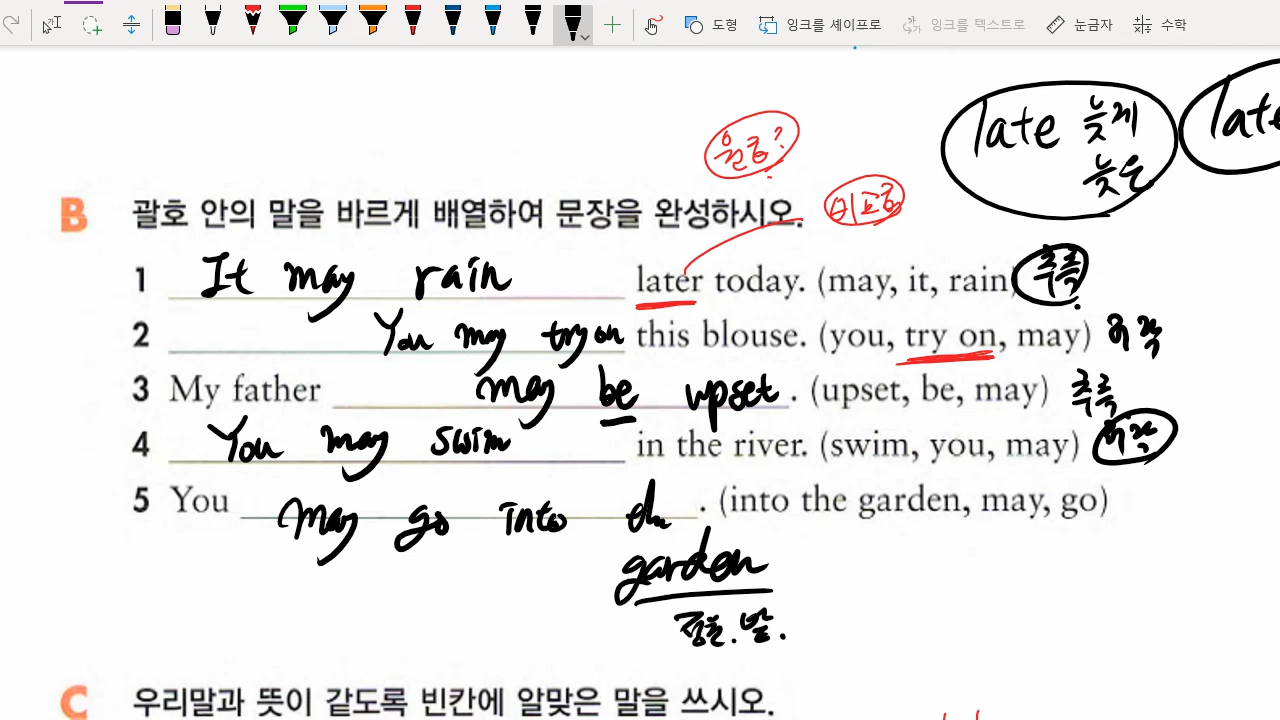 도형 잉크를 셰이프로 잉크를 텍스트로 눈금자 수학
late 늦게 late
늦은
원급?
비교급
B 괄호 안의 말을 바르게 배열하여 문장을 완성하시오.
1 It may rain later today. (may, it, rain 추측
2 You may try on this blouse. (you, try on, may) 허락
3 My father may be upset . (upset, be, may) 추측
4 You may swim in the river. (swim, you, may) 허락
5 You may go into the . (into the garden, may, go)
garden
정원. 밭.
C 우리말과 뜻이 같도록 빈칸에 알맞은 말을 쓰시오.